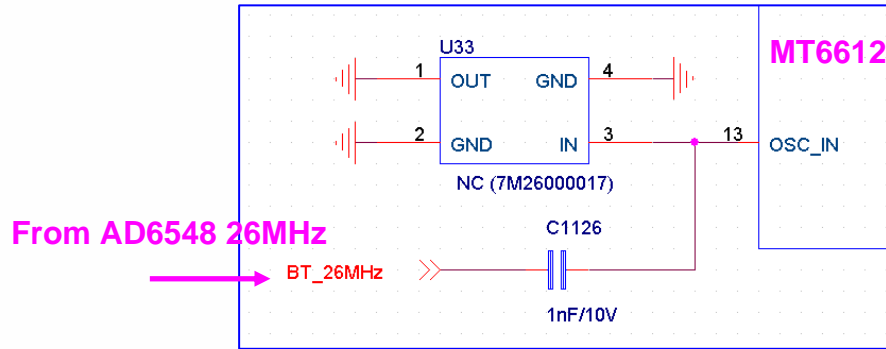 U33
MT6612
1 OUT GND 4
2 GND IN 3
13 OSC_IN
NC (7M26000017)
From AD6548 26MHz
C1126
BT_26MHz
1nF/10V